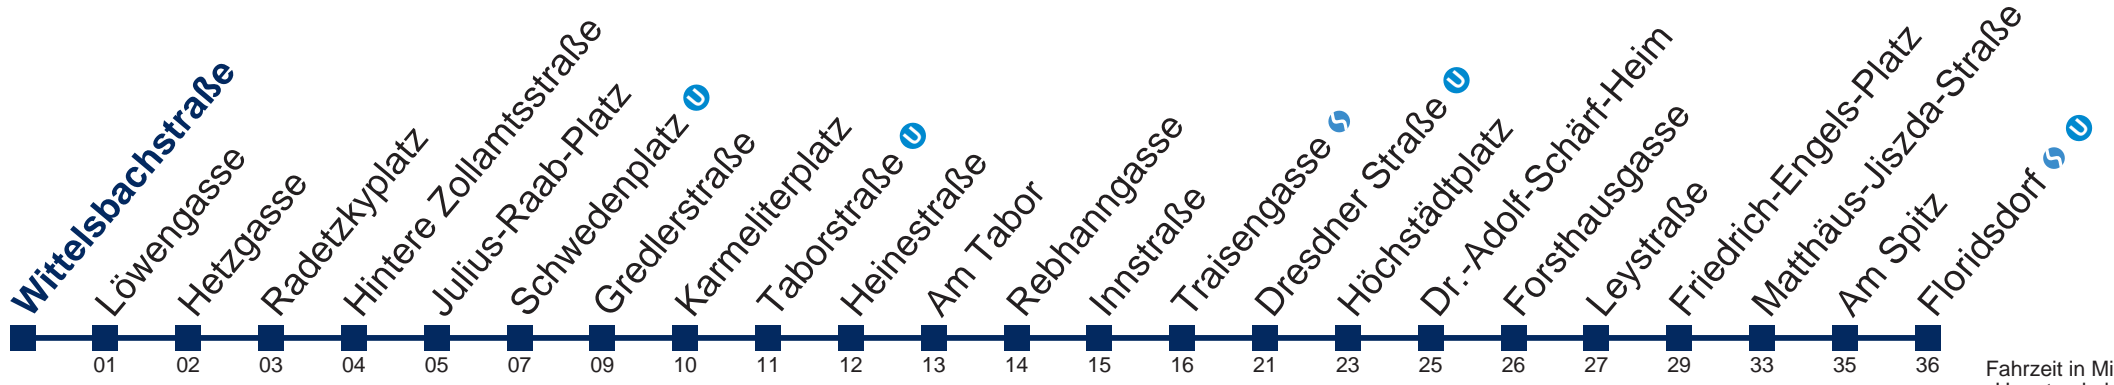 Wittelsbachstraße
Löwengasse
Hetzgasse
Radetzkyplatz
Hintere Zollamtsstraße
Julius-Raab-Platz
Schwedenplatz U
Gredlerstraße
Karmeliterplatz
Taborstraße U
Heinestraße
Am Tabor
Rebhanngasse
Innstraße
Traisengasse S
Dresdner Straße U
Höchstädtplatz
Dr.-Adolf-Schärf-Heim
Forsthausgasse
Leystraße
Friedrich-Engels-Platz
Matthäus-Jiszda-Straße
Am Spitz
Floridsdorf S U
01 02 03 04 05 07 09 10 11 12 13 14 15 16 21 23 25 26 27 29 33 35 36
Fahrzeit in Mi